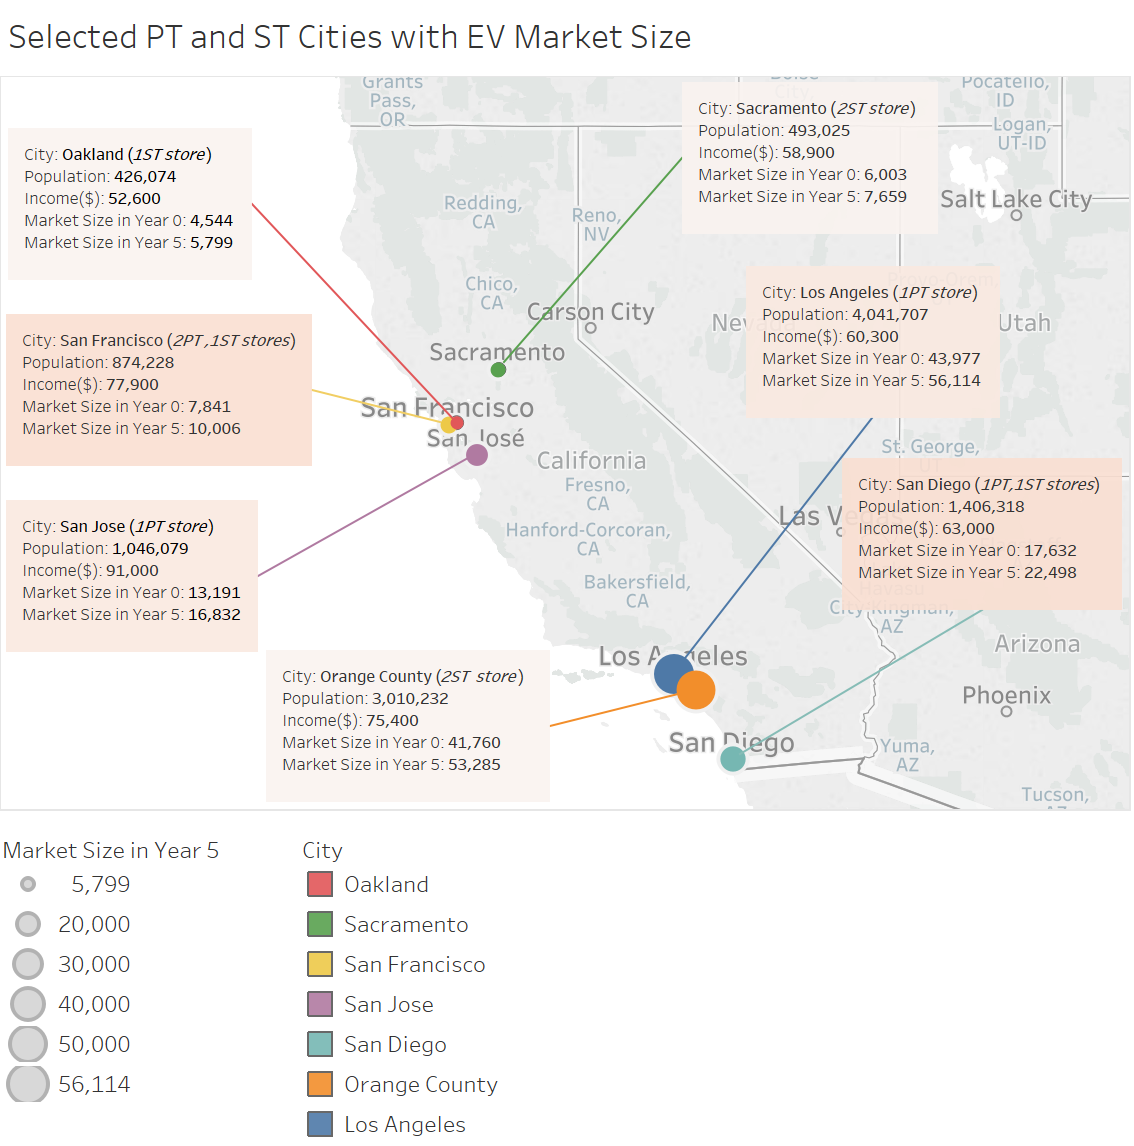 Selected PT and ST Cities with EV Market Size
Grants
Pass,
OR
Pocatello,
ID
Logan,
UT-ID
Salt Lake City
Redding,
CA
Reno,
NV
Chico,
CA
Carson City
Sacramento
San Francisco
San José
California
Fresno,
CA
Hanford-Corcoran,
CA
Bakersfield,
CA
Utah
St. George,
UT
Las Vegas
City-Kingman,
AZ
Arizona
Phoenix
Yuma,
AZ
Tucson,
AZ
Los Angeles
San Diego
City: Oakland (1ST store)
Population: 426,074
Income($): 52,600
Market Size in Year 0: 4,544
Market Size in Year 5: 5,799
City: San Francisco (2PT,1ST stores)
Population: 874,228
Income($): 77,900
Market Size in Year 0: 7,841
Market Size in Year 5: 10,006
City: San Jose (1PT store)
Population: 1,046,079
Income($): 91,000
Market Size in Year 0: 13,191
Market Size in Year 5: 16,832
City: Orange County (2ST  store)
Population: 3,010,232
Income($): 75,400
Market Size in Year 0: 41,760
Market Size in Year 5: 53,285
City: Sacramento (2ST store)
Population: 493,025
Income($): 58,900
Market Size in Year 0: 6,003
Market Size in Year 5: 7,659
City: Los Angeles (1PT store)
Population: 4,041,707
Income($): 60,300
Market Size in Year 0: 43,977
Market Size in Year 5: 56,114
City: San Diego (1PT,1ST stores)
Population: 1,406,318
Income($): 63,000
Market Size in Year 0: 17,632
Market Size in Year 5: 22,498
Market Size in Year 5
5,799
20,000
30,000
40,000
50,000
56,114
City
Oakland
Sacramento
San Francisco
San Jose
San Diego
Orange County
Los Angeles